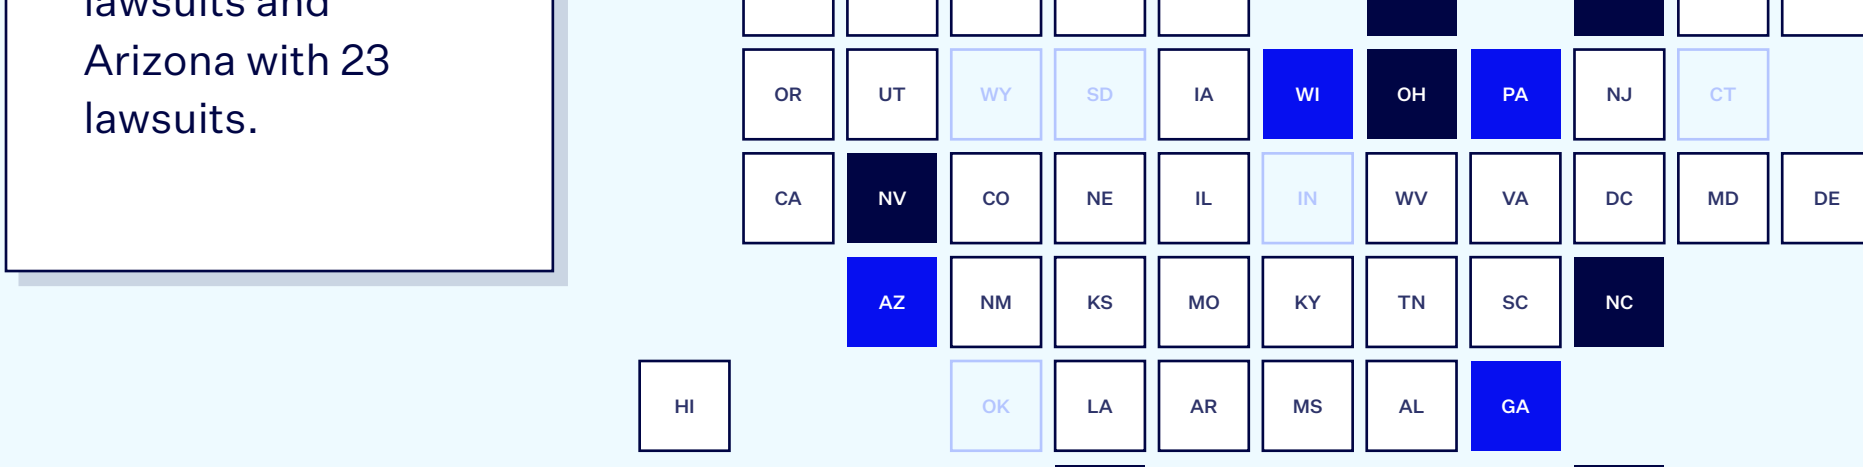 lawsuits and
Arizona with 23
lawsuits.
OR UT WY SD IA WI OH PA NJ CT
CA NV CO NE IL IN WV VA DC MD DE
AZ NM KS MO KY TN SC NC
HI OK LA AR MS AL GA